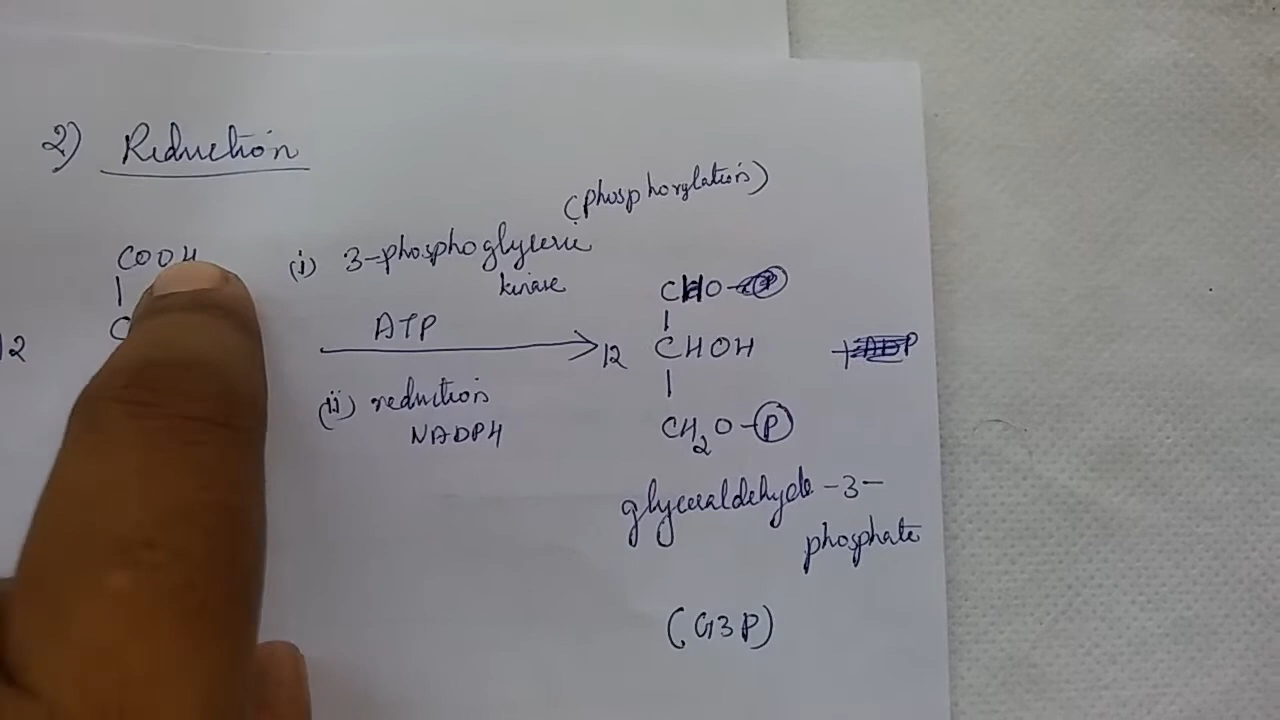 2) Reduction
(phosphorylation)
COOH
(i) 3-phosphoglyceric
kinase
CHO
C
ATP
12
12 CHOH
(ii) reduction
NADPH
CH2O-P
glyceraldehyde-3-
phosphate
(G3P)